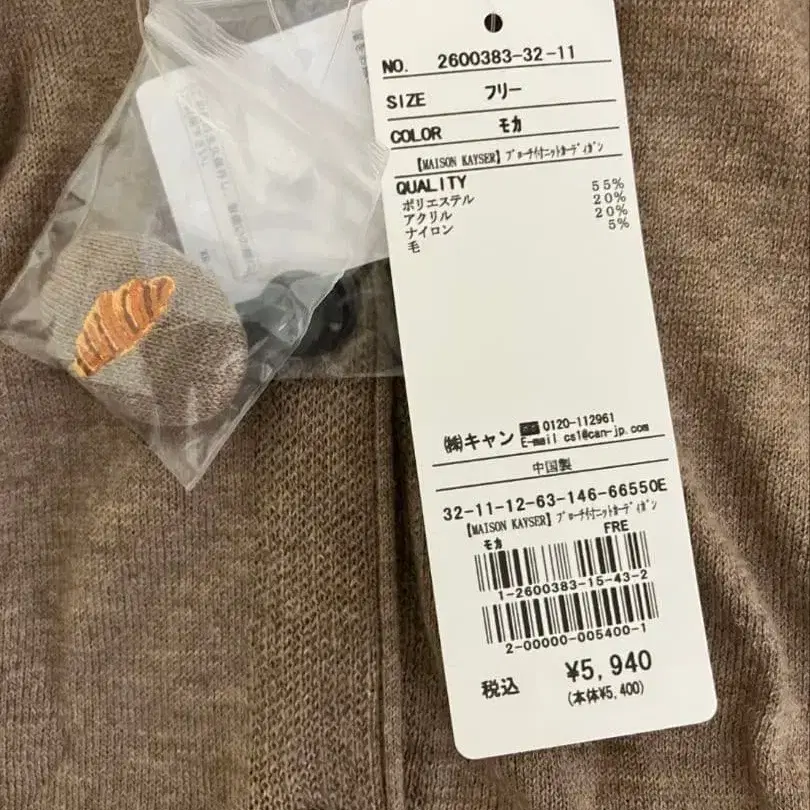 NO. 2600383-32-11
SIZE フリー
COLOR モカ
【MAISON KAYSER】ﾌﾞﾛｰﾁ付ﾆｯﾄｶｰﾃﾞｨｶﾞﾝ
QUALITY
ポリエステル 55%
アクリル 20%
ナイロン 20%
毛 5%
㈱キャン 0120-112961
E-mail cs1@can-jp.com
中国製
32-11-12-63-146-66550E
【MAISON KAYSER】ﾌﾞﾛｰﾁ付ﾆｯﾄｶｰﾃﾞｨｶﾞﾝ
モカ FRE
1-2600383-15-43-2
2-00000-005400-1
税込 ¥5,940
(本体¥5,400)